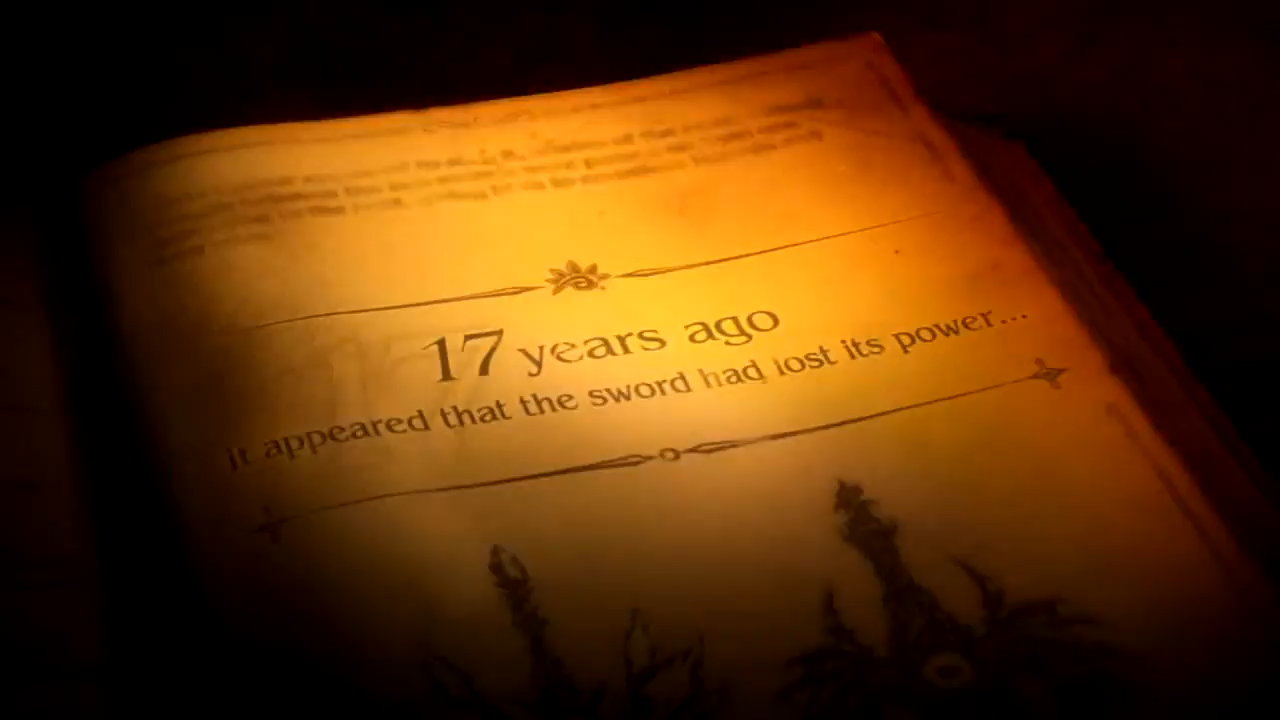 17 years ago
it appeared that the sword had lost its power...